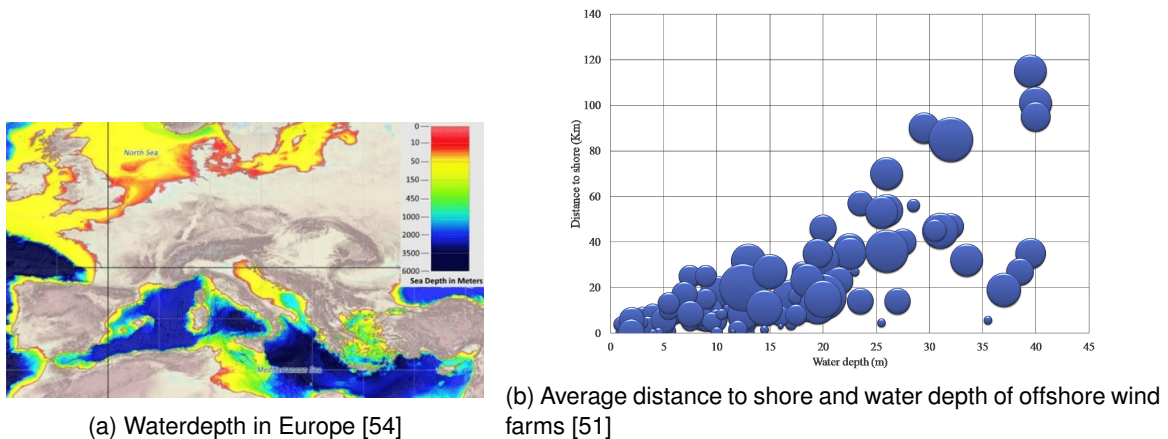 North Sea
Mediterranean Sea
0
10
50
150
450
1000
2000
3500
6000
Sea Depth in Meters
(a) Waterdepth in Europe [54]
140
120
100
80
60
40
20
0
Distance to shore (Km)
0 5 10 15 20 25 30 35 40 45
Water depth (m)
(b) Average distance to shore and water depth of offshore wind
farms [51]